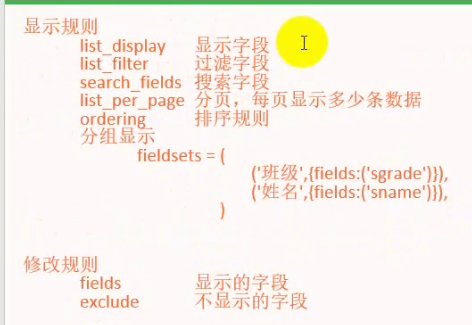 显示规则
list_display 显示字段
list_filter 过滤字段
search_fields 搜索字段
list_per_page 分页，每页显示多少条数据
ordering 排序规则
分组显示
fieldsets = (
('班级',{fields:('sgrade')}),
('姓名',{fields:('sname')}),
)
修改规则
fields 显示的字段
exclude 不显示的字段